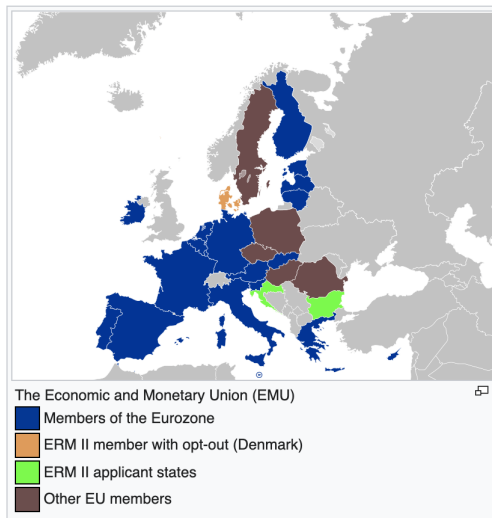 The Economic and Monetary Union (EMU)
Members of the Eurozone
ERM II member with opt-out (Denmark)
ERM II applicant states
Other EU members